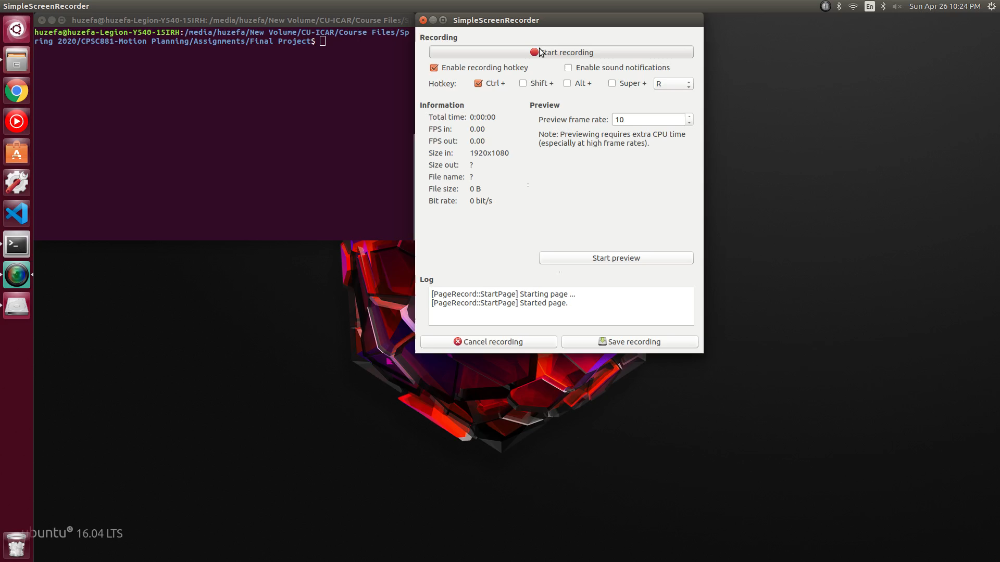 SimpleScreenRecorder
En
Sun Apr 26 10:24 PM
huzefa@huzefa-Legion-Y540-15IRH: /media/huzefa/New Volume/CU-ICAR/Course Files/S
huzefa@huzefa-Legion-Y540-15IRH:/media/huzefa/New Volume/CU-ICAR/Course Files/Sp
ring 2020/CPSC881-Motion Planning/Assignments/Final Project$
SimpleScreenRecorder
Recording
Start recording
Enable recording hotkey
Enable sound notifications
Hotkey: Ctrl + Shift + Alt + Super + R
Information
Total time: 0:00:00
FPS in: 0.00
FPS out: 0.00
Size in: 1920x1080
Size out: ?
File name: ?
File size: 0 B
Bit rate: 0 bit/s
Preview
Preview frame rate: 10
Note: Previewing requires extra CPU time
(especially at high frame rates).
Start preview
Log
[PageRecord::StartPage] Starting page ...
[PageRecord::StartPage] Started page.
Cancel recording
Save recording
ubuntu 16.04 LTS